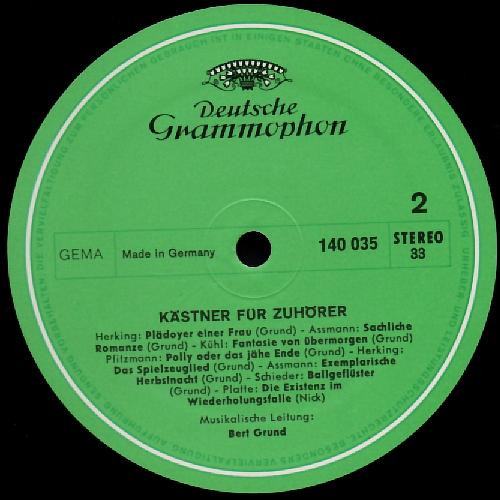 Deutsche
Grammophon
2
GEMA
Made in Germany
140 035
STEREO
33
KÄSTNER FÜR ZUHÖRER
Herking: Plädoyer einer Frau (Grund) - Assmann: Sachliche
Romanze (Grund) - Kühl: Fantasie von übermorgen (Grund)
Pfitzmann: Polly oder das jähe Ende (Grund) - Herking:
Das Spielzeuglied (Grund) - Assmann: Exemplarische
Herbstnacht (Grund) - Schieder: Ballgeflüster
(Grund) - Platte: Die Existenz im
Wiederholungsfalle (Nick)
Musikalische Leitung:
Bert Grund